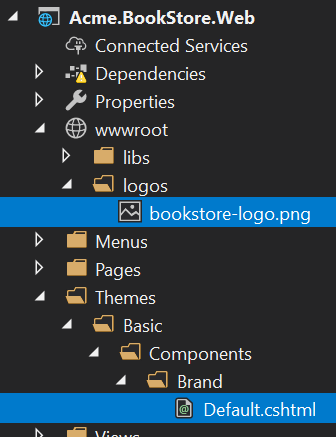 Acme.BookStore.Web
Connected Services
Dependencies
Properties
wwwroot
libs
logos
bookstore-logo.png
Menus
Pages
Themes
Basic
Components
Brand
Default.cshtml
Views